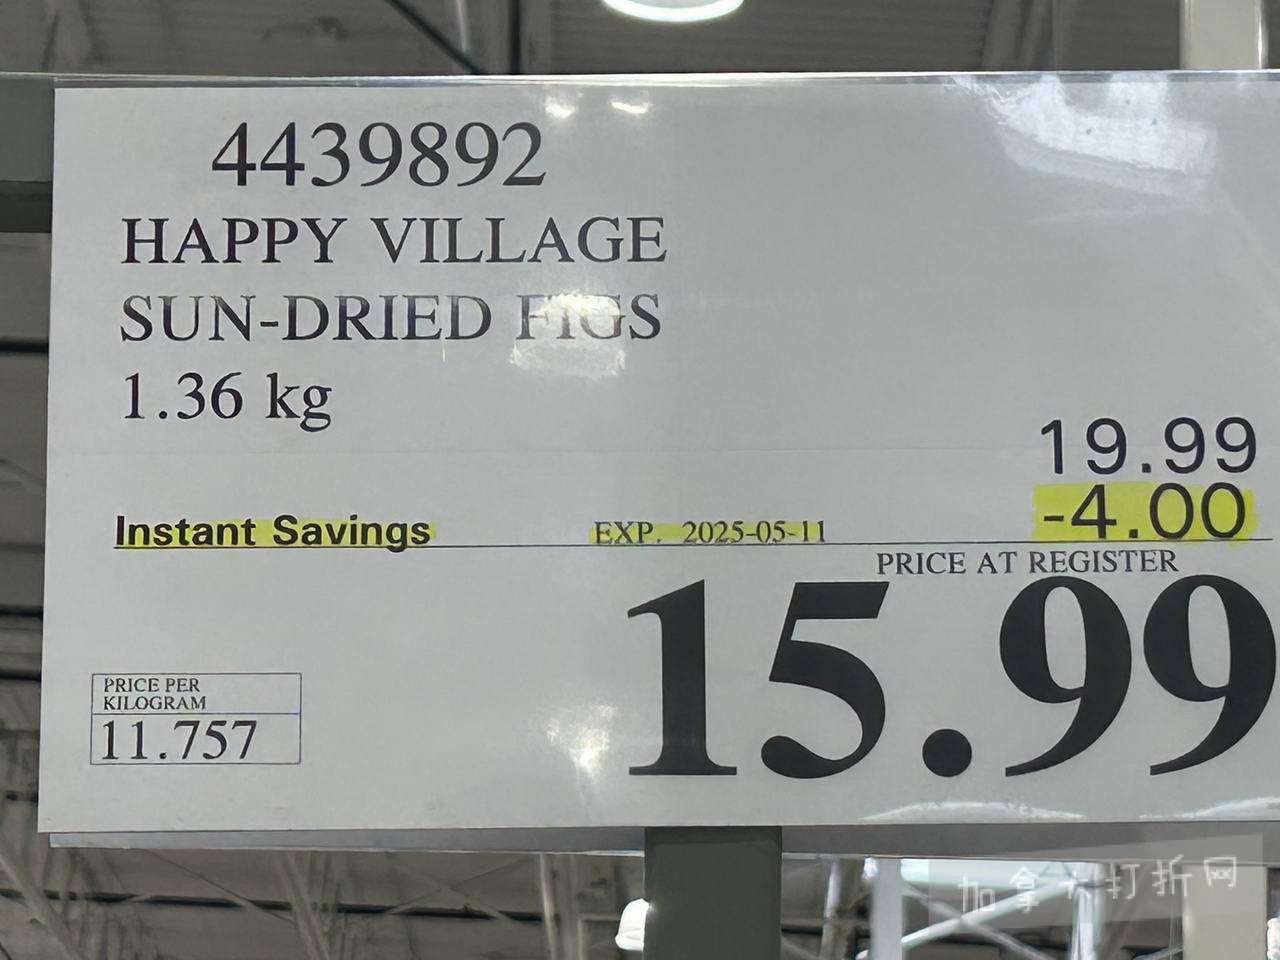 4439892
HAPPY VILLAGE
SUN-DRIED FIGS
1.36 kg
19.99
Instant Savings EXP. 2025-05-11 -4.00
PRICE AT REGISTER
15.99
PRICE PER
KILOGRAM
11.757
加拿大打折网